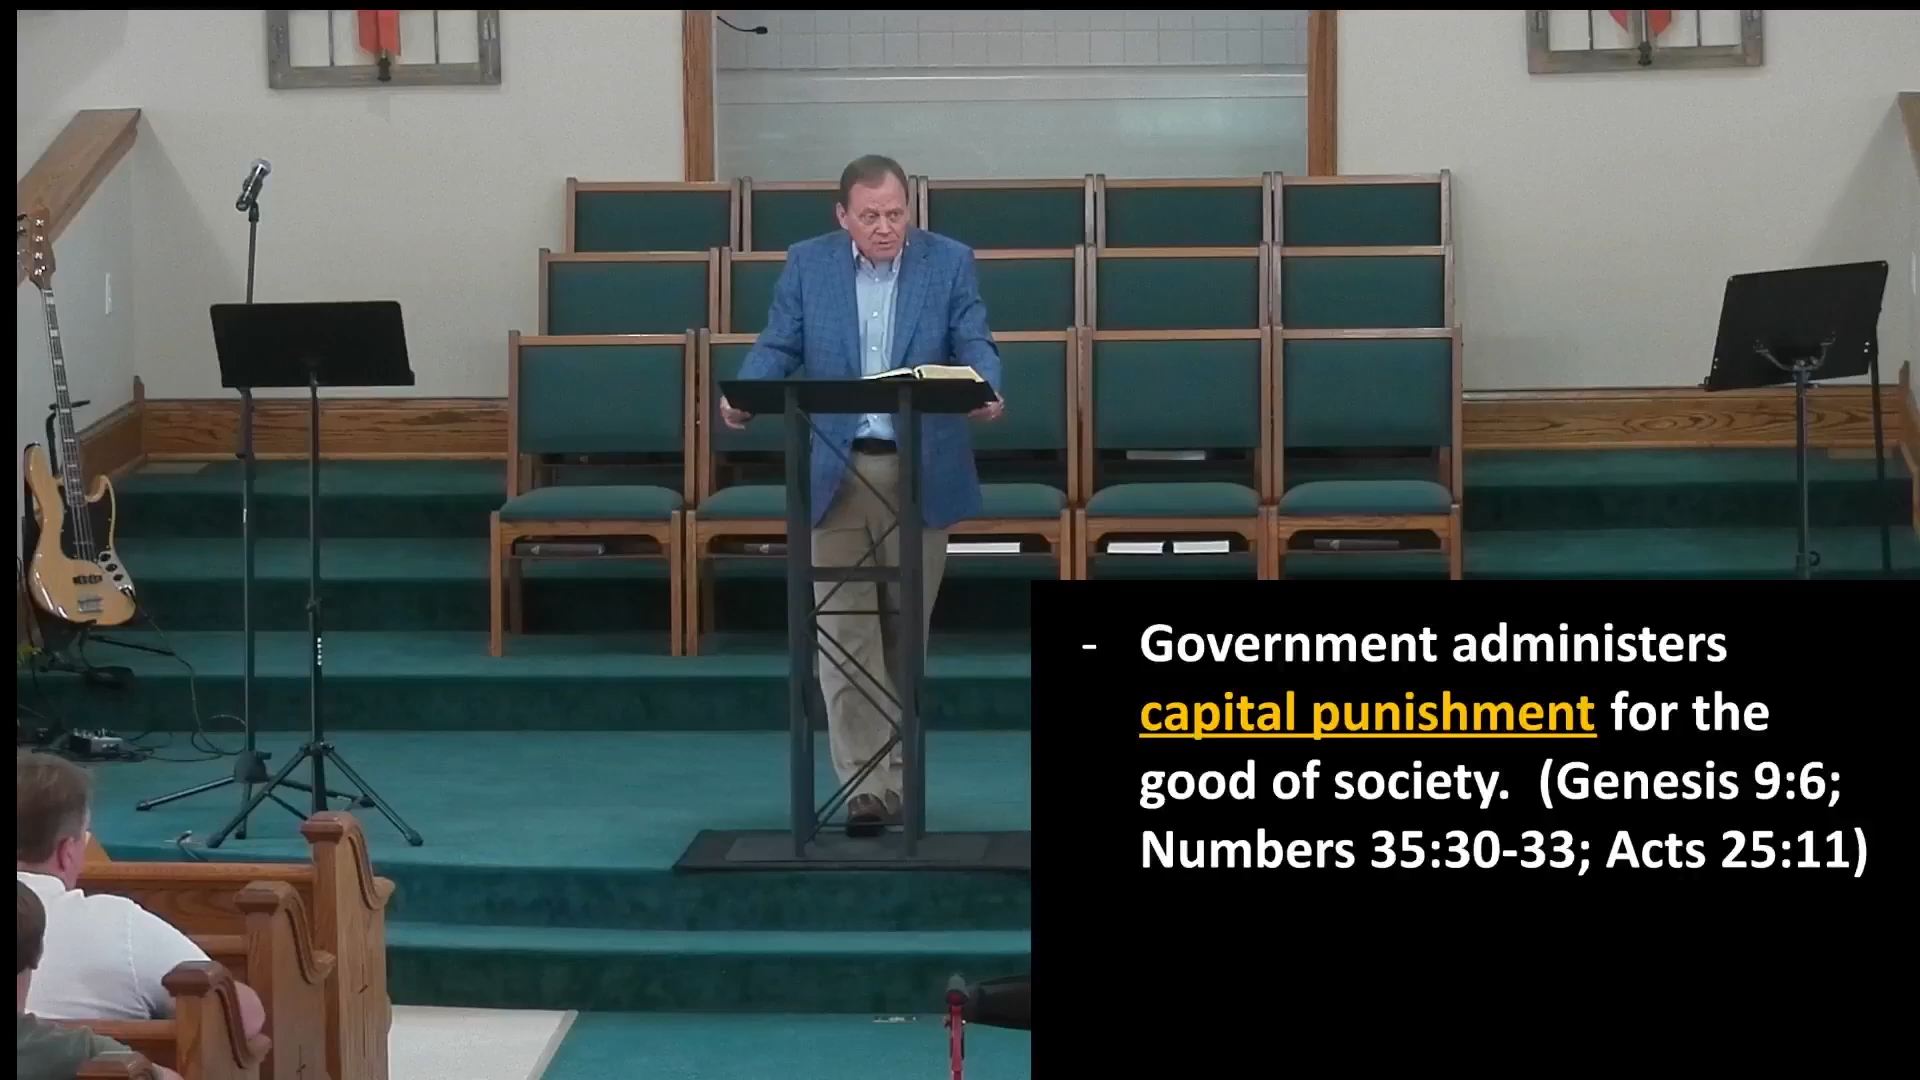 - Government administers
capital punishment for the
good of society. (Genesis 9:6;
Numbers 35:30-33; Acts 25:11)